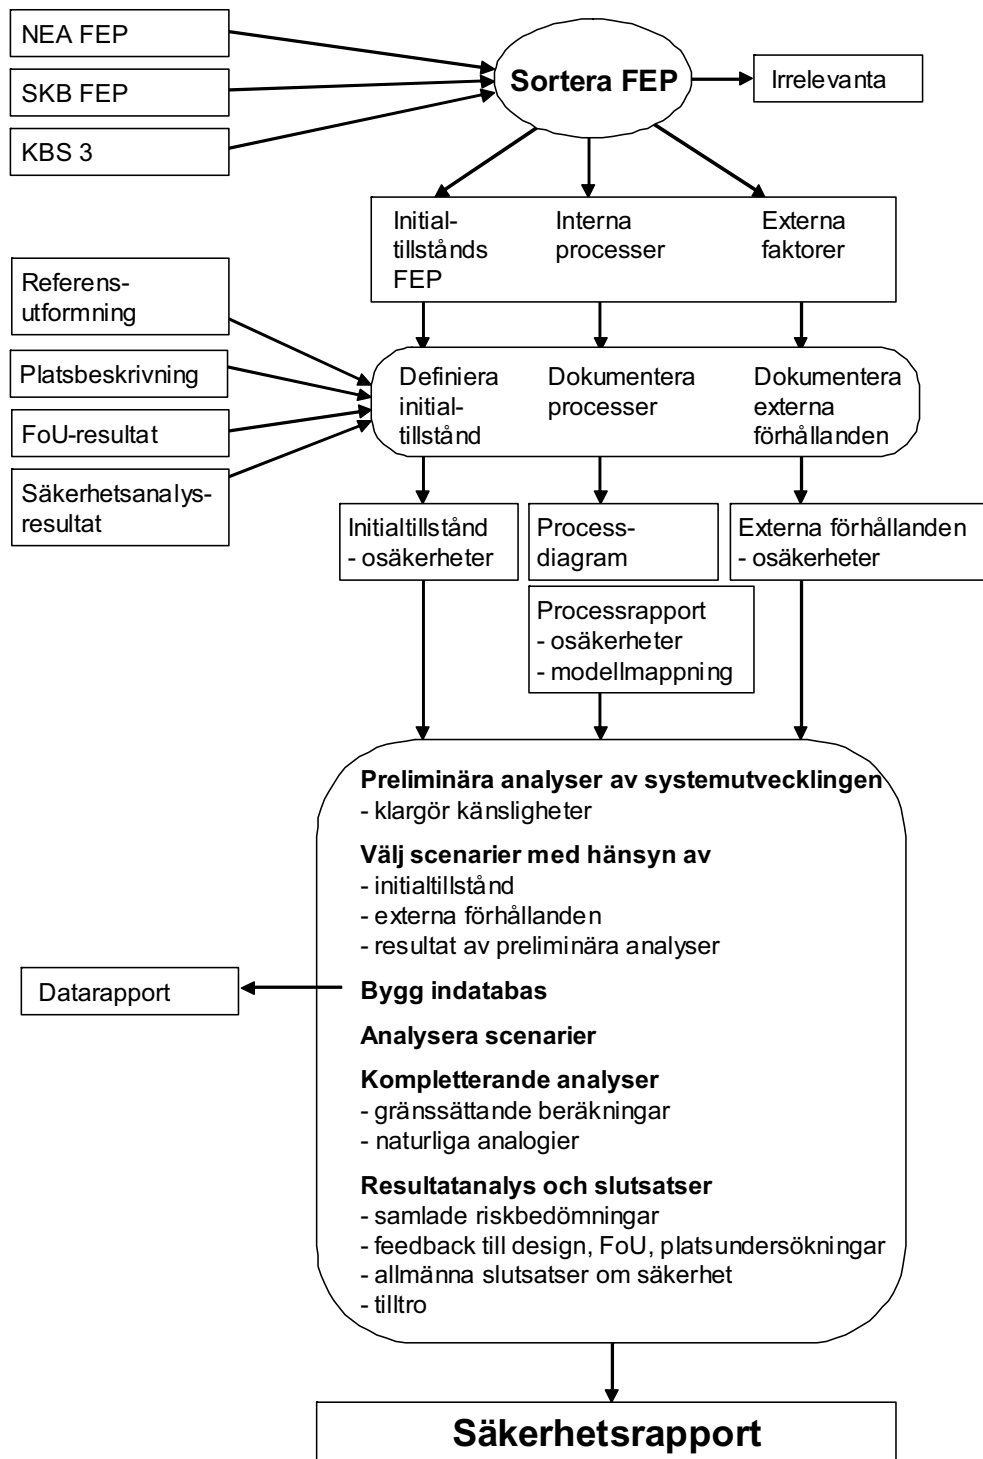 NEA FEP
SKB FEP
KBS 3
Sortera FEP
Irrelevanta
Initial-
tillstånds
FEP
Interna
processer
Externa
faktorer
Referens-
utformning
Platsbeskrivning
FoU-resultat
Säkerhetsanalys-
resultat
Definiera
initial-
tillstånd
Dokumentera
processer
Dokumentera
externa
förhållanden
Initialtillstånd
- osäkerheter
Process-
diagram
Externa förhållanden
- osäkerheter
Processrapport
- osäkerheter
- modellmappning
Preliminära analyser av systemutvecklingen
- klargör känsligheter
Välj scenarier med hänsyn av
- initialtillstånd
- externa förhållanden
- resultat av preliminära analyser
Datarapport
Bygg indatabas
Analysera scenarier
Kompletterande analyser
- gränssättande beräkningar
- naturliga analogier
Resultatanalys och slutsatser
- samlade riskbedömningar
- feedback till design, FoU, platsundersökningar
- allmänna slutsatser om säkerhet
- tilltro
Säkerhetsrapport